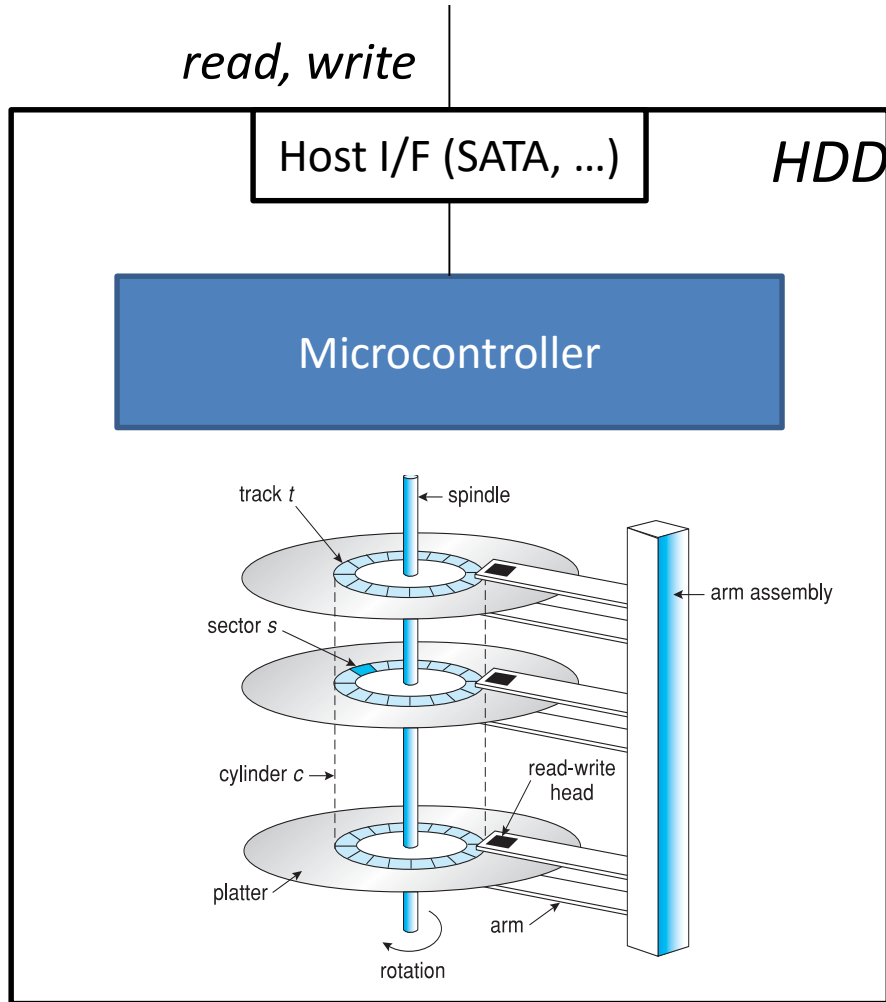 read, write
Host I/F (SATA, …)
HDD
Microcontroller
track t
spindle
arm assembly
sector s
cylinder c
read-write
head
platter
arm
rotation